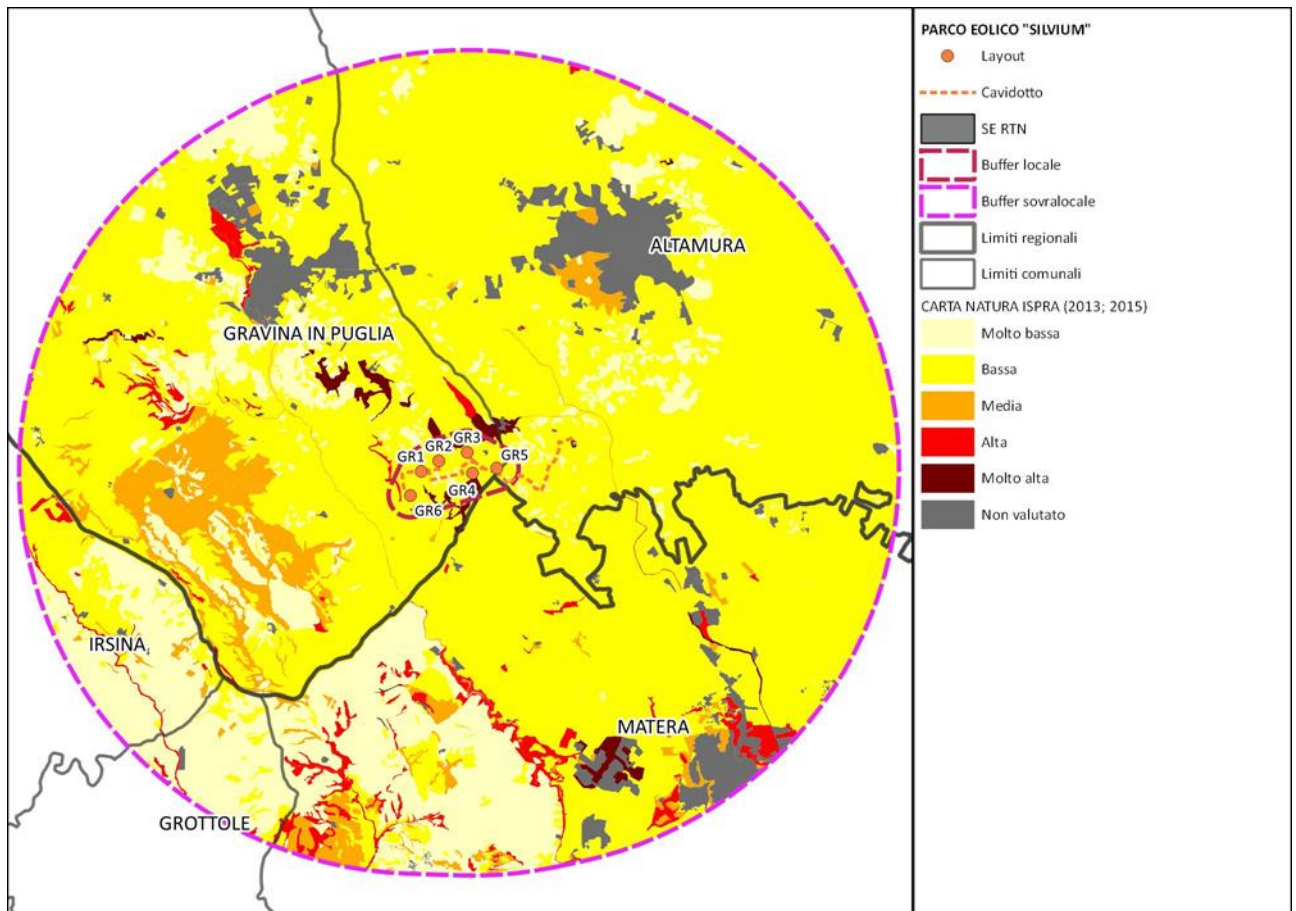 ALTAMURA
GRAVINA IN PUGLIA
GR3
GR2
GR1
GR5
GR4
GR6
IRSINA
MATERA
GROTTOLE
PARCO EOLICO "SILVIUM"
Layout
Cavidotto
SE RTN
Buffer locale
Buffer sovralocale
Limiti regionali
Limiti comunali
CARTA NATURA ISPRA (2013; 2015)
Molto bassa
Bassa
Media
Alta
Molto alta
Non valutato